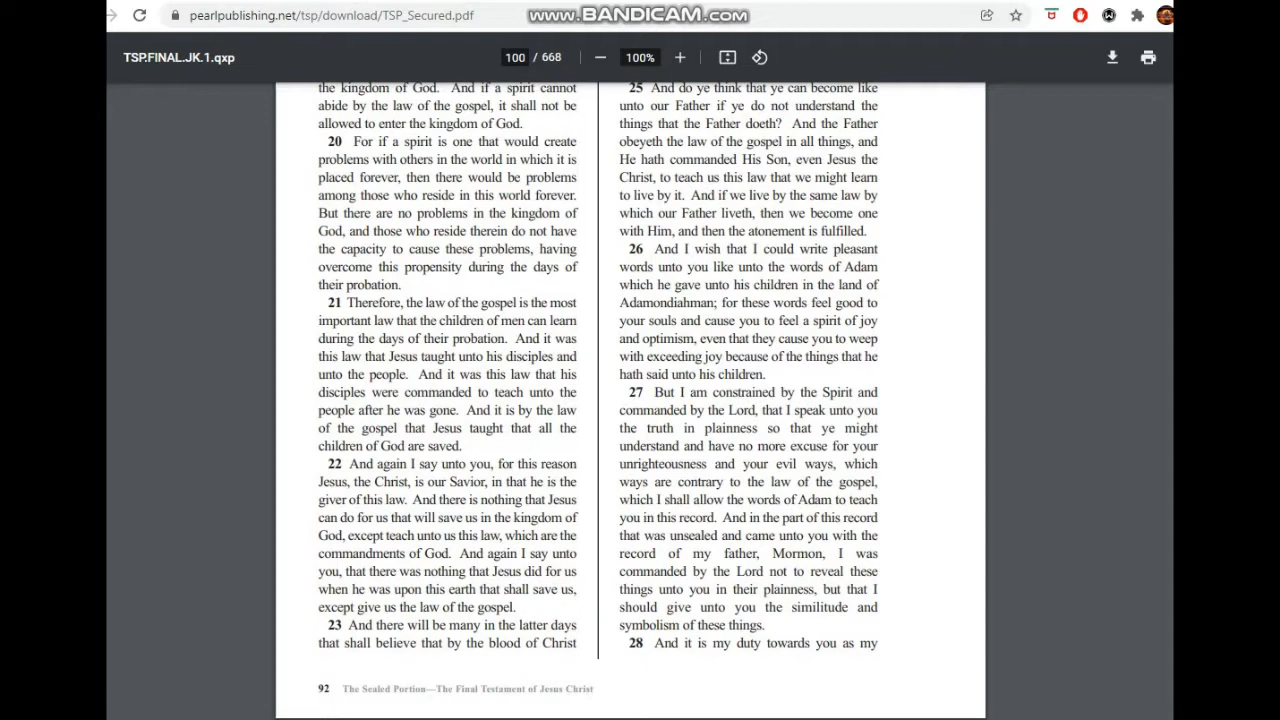 pearlpublishing.net/tsp/download/TSP_Secured.pdf
www.BANDICAM.com
TSP.FINAL.JK.1.qxp
100 / 668
100%
the kingdom of God. And if a spirit cannot
abide by the law of the gospel, it shall not be
allowed to enter the kingdom of God.
20 For if a spirit is one that would create
problems with others in the world in which it is
placed forever, then there would be problems
among those who reside in this world forever.
But there are no problems in the kingdom of
God, and those who reside therein do not have
the capacity to cause these problems, having
overcome this propensity during the days of
their probation.
21 Therefore, the law of the gospel is the most
important law that the children of men can learn
during the days of their probation. And it was
this law that Jesus taught unto his disciples and
unto the people. And it was this law that his
disciples were commanded to teach unto the
people after he was gone. And it is by the law
of the gospel that Jesus taught that all the
children of God are saved.
22 And again I say unto you, for this reason
Jesus, the Christ, is our Savior, in that he is the
giver of this law. And there is nothing that Jesus
can do for us that will save us in the kingdom of
God, except teach unto us this law, which are the
commandments of God. And again I say unto
you, that there was nothing that Jesus did for us
when he was upon this earth that shall save us,
except give us the law of the gospel.
23 And there will be many in the latter days
that shall believe that by the blood of Christ
25 And do ye think that ye can become like
unto our Father if ye do not understand the
things that the Father doeth? And the Father
obeyeth the law of the gospel in all things, and
He hath commanded His Son, even Jesus the
Christ, to teach us this law that we might learn
to live by it. And if we live by the same law by
which our Father liveth, then we become one
with Him, and then the atonement is fulfilled.
26 And I wish that I could write pleasant
words unto you like unto the words of Adam
which he gave unto his children in the land of
Adamondiahman; for these words feel good to
your souls and cause you to feel a spirit of joy
and optimism, even that they cause you to weep
with exceeding joy because of the things that he
hath said unto his children.
27 But I am constrained by the Spirit and
commanded by the Lord, that I speak unto you
the truth in plainness so that ye might
understand and have no more excuse for your
unrighteousness and your evil ways, which
ways are contrary to the law of the gospel,
which I shall allow the words of Adam to teach
you in this record. And in the part of this record
that was unsealed and came unto you with the
record of my father, Mormon, I was
commanded by the Lord not to reveal these
things unto you in their plainness, but that I
should give unto you the similitude and
symbolism of these things.
28 And it is my duty towards you as my
92 The Sealed Portion—The Final Testament of Jesus Christ